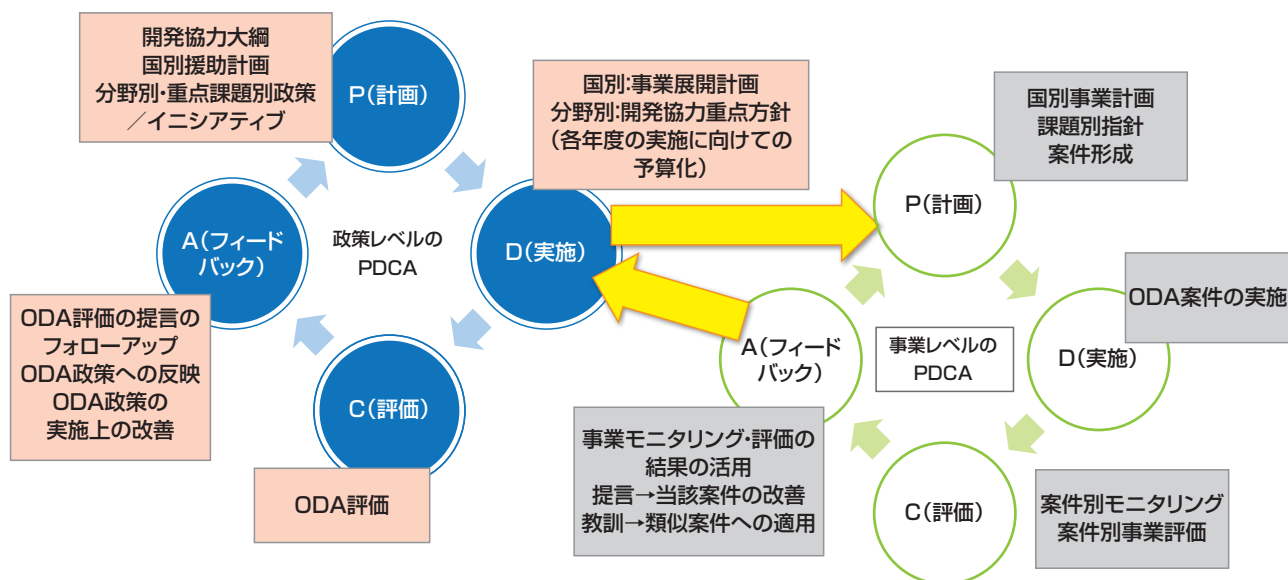 開発協力大綱
国別援助計画
分野別・重点課題別政策
／イニシアティブ
P（計画）
国別：事業展開計画
分野別：開発協力重点方針
（各年度の実施に向けての
予算化）
D（実施）
政策レベルの
PDCA
A（フィード
バック）
ODA評価の提言の
フォローアップ
ODA政策への反映
ODA政策の
実施上の改善
C（評価）
ODA評価
国別事業計画
課題別指針
案件形成
P（計画）
ODA案件の実施
D（実施）
事業レベルの
PDCA
A（フィード
バック）
事業モニタリング・評価の
結果の活用
提言→当該案件の改善
教訓→類似案件への適用
C（評価）
案件別モニタリング
案件別事業評価